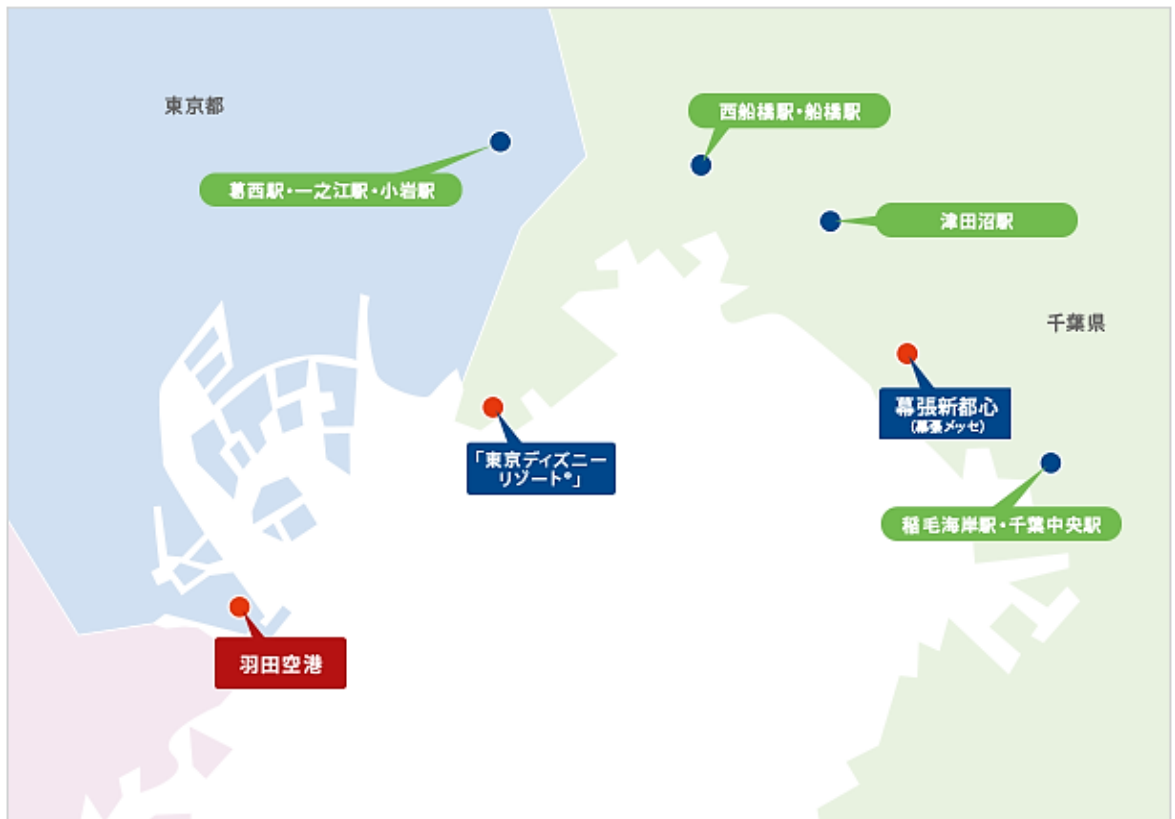 東京都
西船橋駅・船橋駅
葛西駅・一之江駅・小岩駅
津田沼駅
千葉県
幕張新都心
(幕張メッセ)
「東京ディズニー
リゾート®」
稲毛海岸駅・千葉中央駅
羽田空港